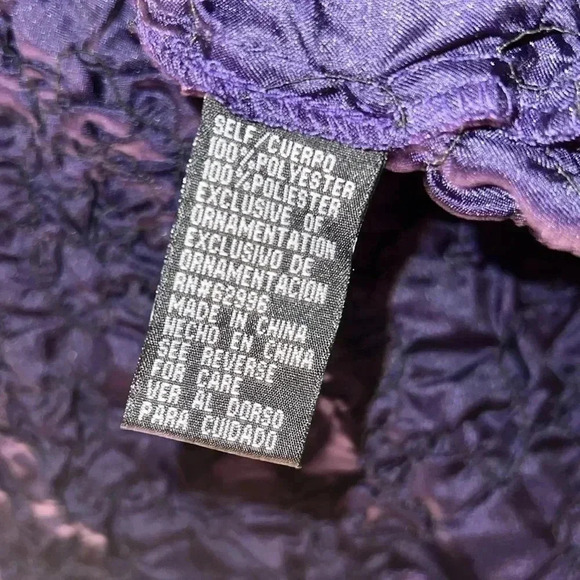 SELF/CUERPO
100%POLYESTER
100%POLIESTER
EXCLUSIVE OF
ORNAMENTATION
EXCLUSIVO DE
ORNAMENTACION
RN#62996
MADE IN CHINA
HECHO EN CHINA
SEE REVERSE
FOR CARE
VER AL DORSO
PARA CUIDADO